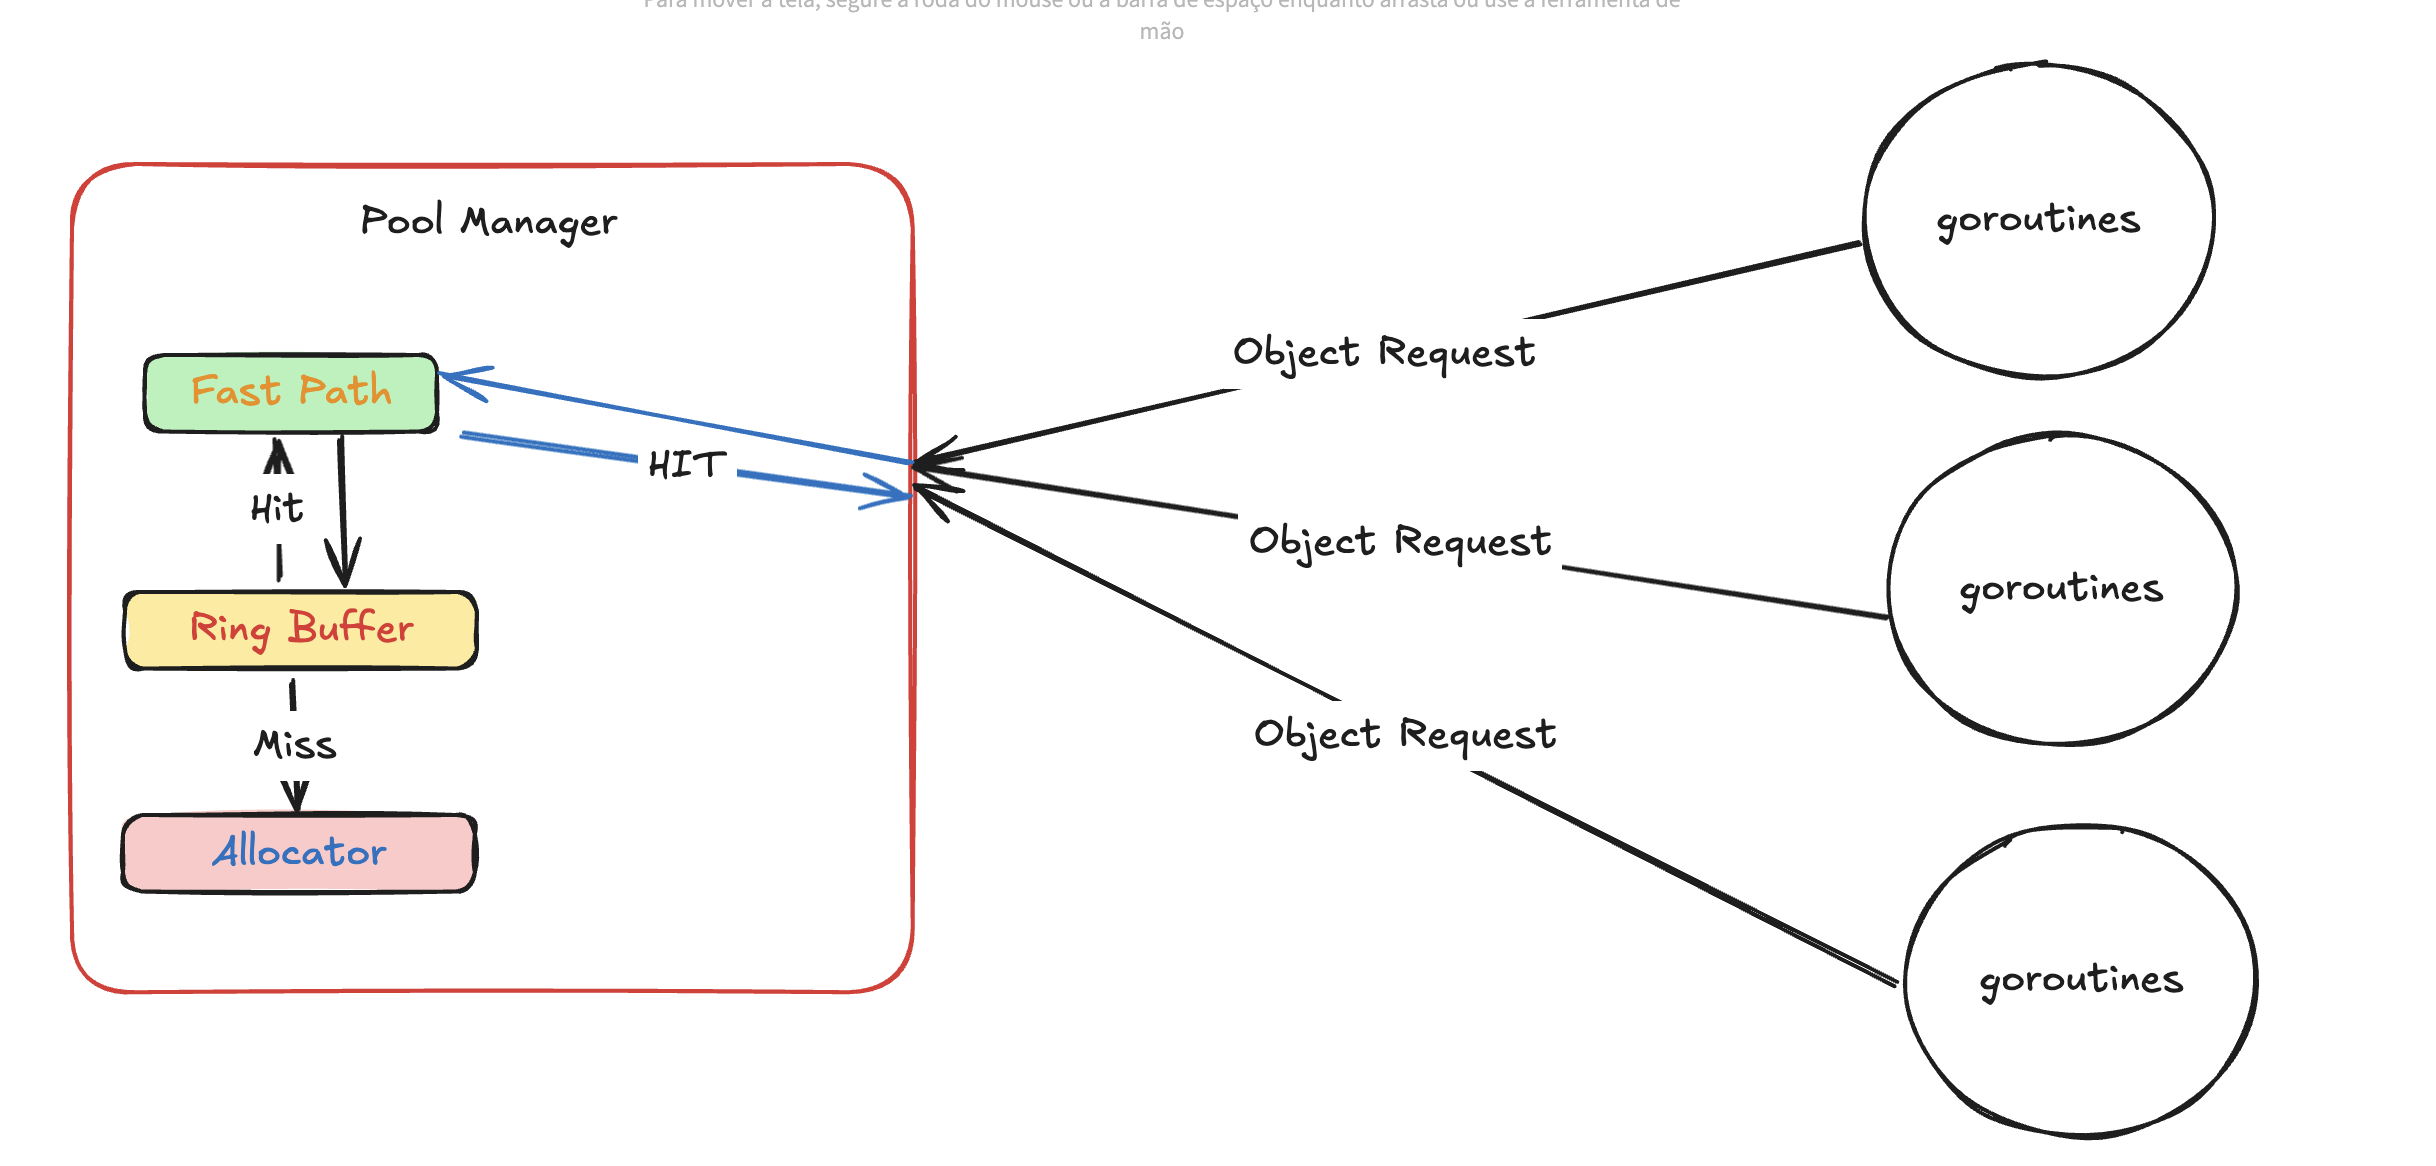 Para mover a tela, segure a roda do mouse ou a barra de espaço enquanto arrasta ou use a ferramenta de
mão
Pool Manager
goroutines
Object Request
Fast Path
HIT
Hit
Object Request
goroutines
Ring Buffer
Miss
Object Request
Allocator
goroutines